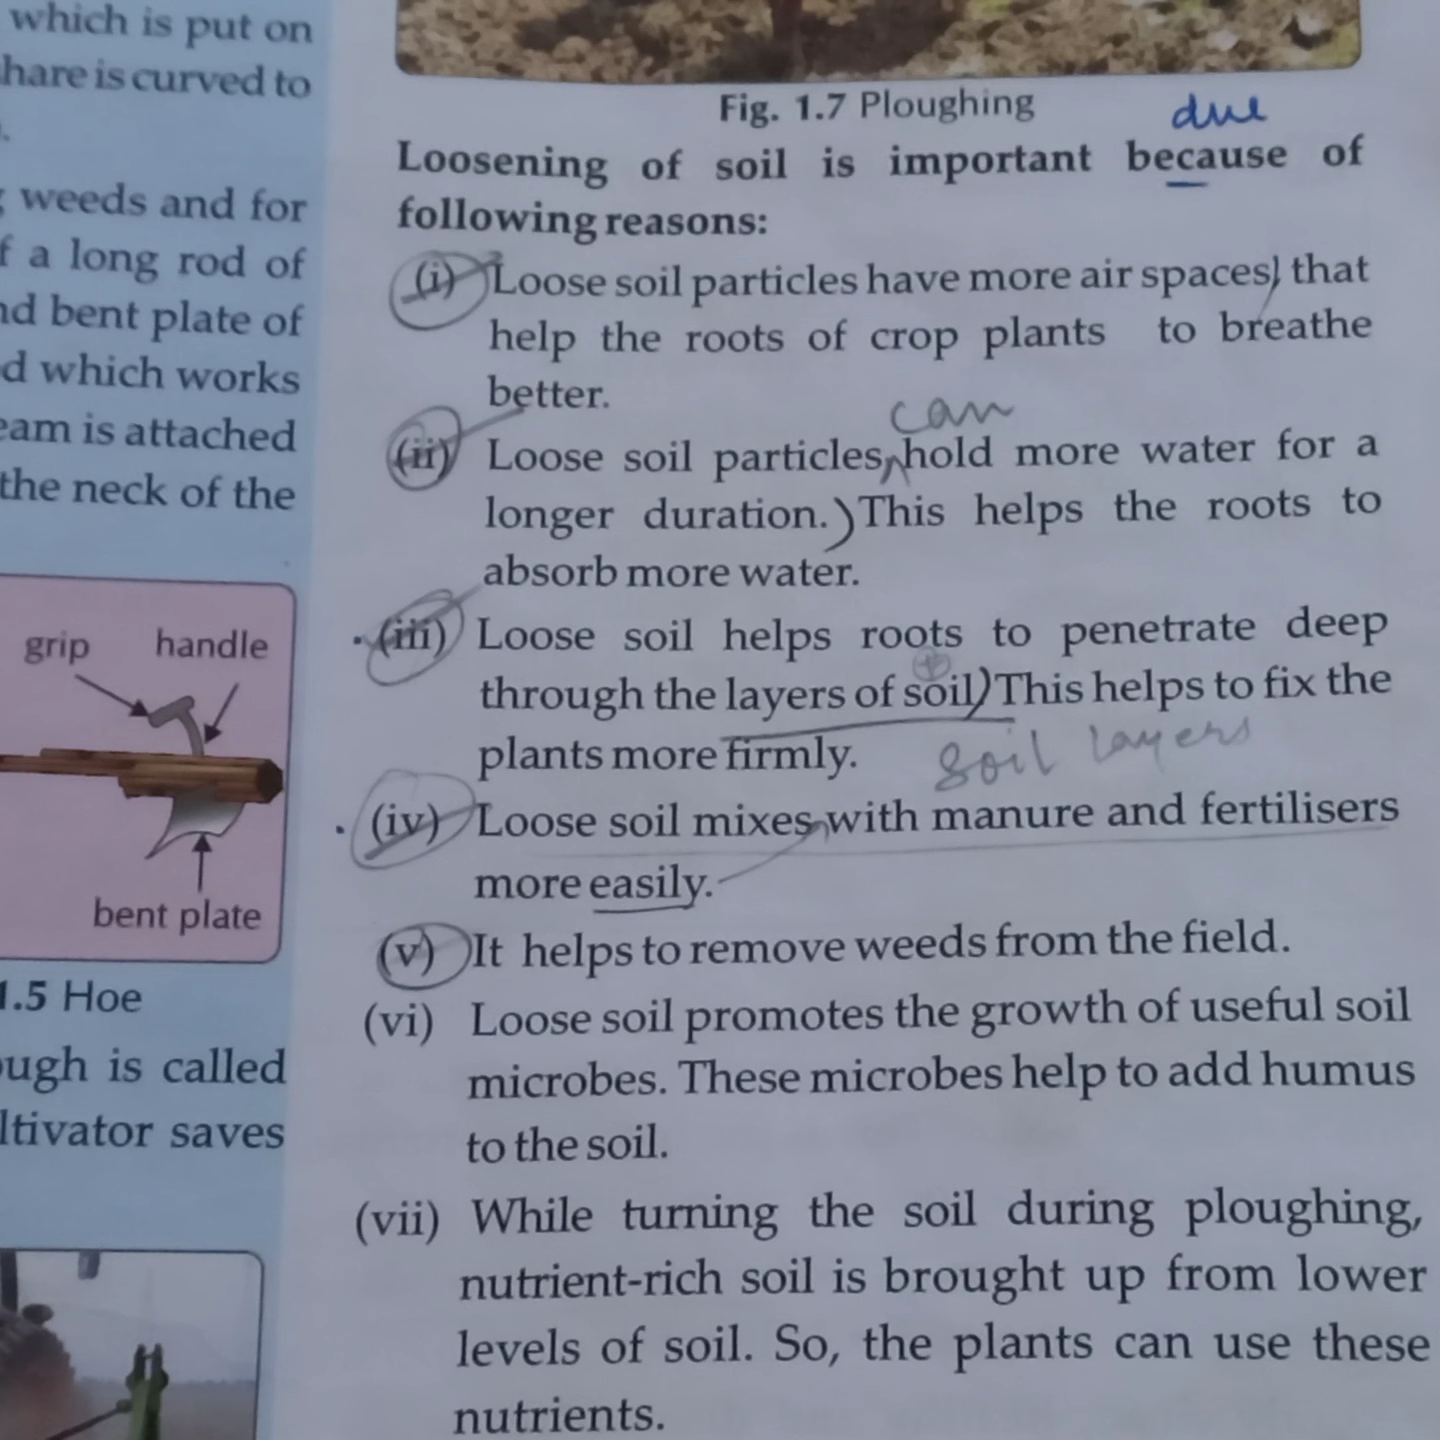 which is put on
hare is curved to
weeds and for
f a long rod of
nd bent plate of
d which works
eam is attached
the neck of the
grip handle
bent plate
1.5 Hoe
ough is called
ltivator saves
Fig. 1.7 Ploughing
due
Loosening of soil is important because of
following reasons:
(i) Loose soil particles have more air spaces, that
help the roots of crop plants to breathe
better.
can
(ii) Loose soil particles hold more water for a
longer duration. This helps the roots to
absorb more water.
(iii) Loose soil helps roots to penetrate deep
through the layers of soil. This helps to fix the
plants more firmly.
soil layers
(iv) Loose soil mixes with manure and fertilisers
more easily.
(v) It helps to remove weeds from the field.
(vi) Loose soil promotes the growth of useful soil
microbes. These microbes help to add humus
to the soil.
(vii) While turning the soil during ploughing,
nutrient-rich soil is brought up from lower
levels of soil. So, the plants can use these
nutrients.